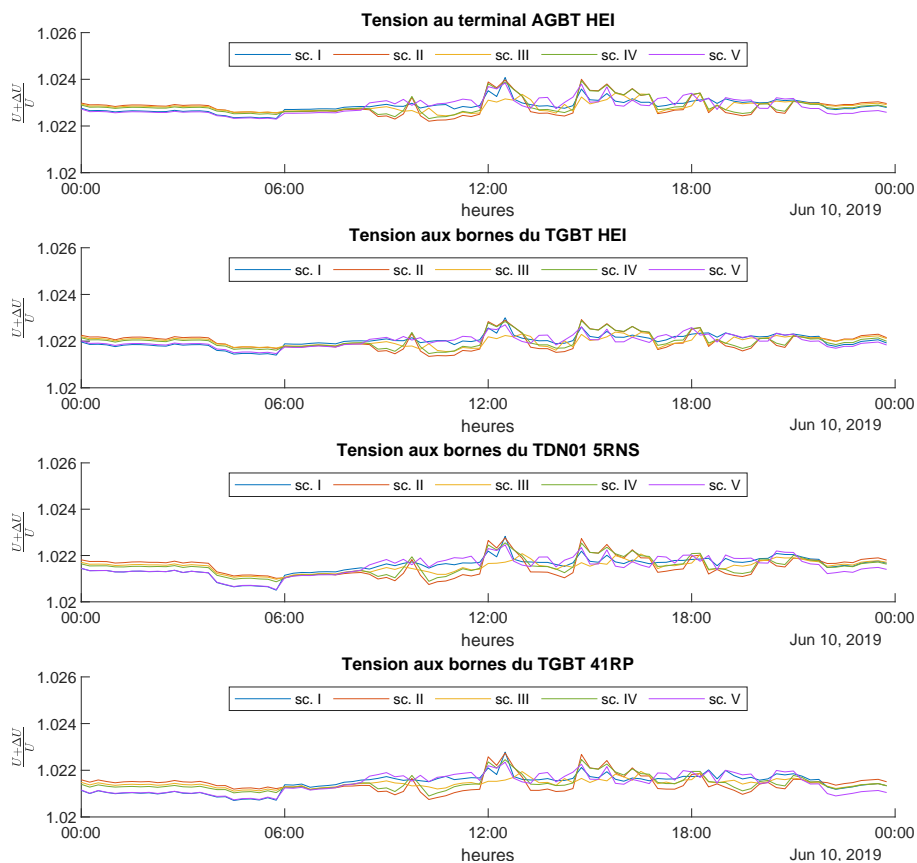 Tension au terminal AGBT HEI
1.026
sc. I sc. II sc. III sc. IV sc. V
1.024
U+ΔU
U
1.022
1.02
00:00 06:00 12:00 18:00 00:00
heures
Jun 10, 2019
Tension aux bornes du TGBT HEI
1.026
sc. I sc. II sc. III sc. IV sc. V
1.024
U+ΔU
U
1.022
1.02
00:00 06:00 12:00 18:00 00:00
heures
Jun 10, 2019
Tension aux bornes du TDN01 5RNS
1.026
sc. I sc. II sc. III sc. IV sc. V
1.024
U+ΔU
U
1.022
1.02
00:00 06:00 12:00 18:00 00:00
heures
Jun 10, 2019
Tension aux bornes du TGBT 41RP
1.026
sc. I sc. II sc. III sc. IV sc. V
1.024
U+ΔU
U
1.022
1.02
00:00 06:00 12:00 18:00 00:00
heures
Jun 10, 2019